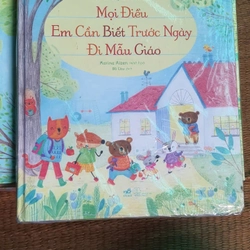 Mọi Điều
Em Cần Biết Trước Ngày
Đi Mẫu Giáo